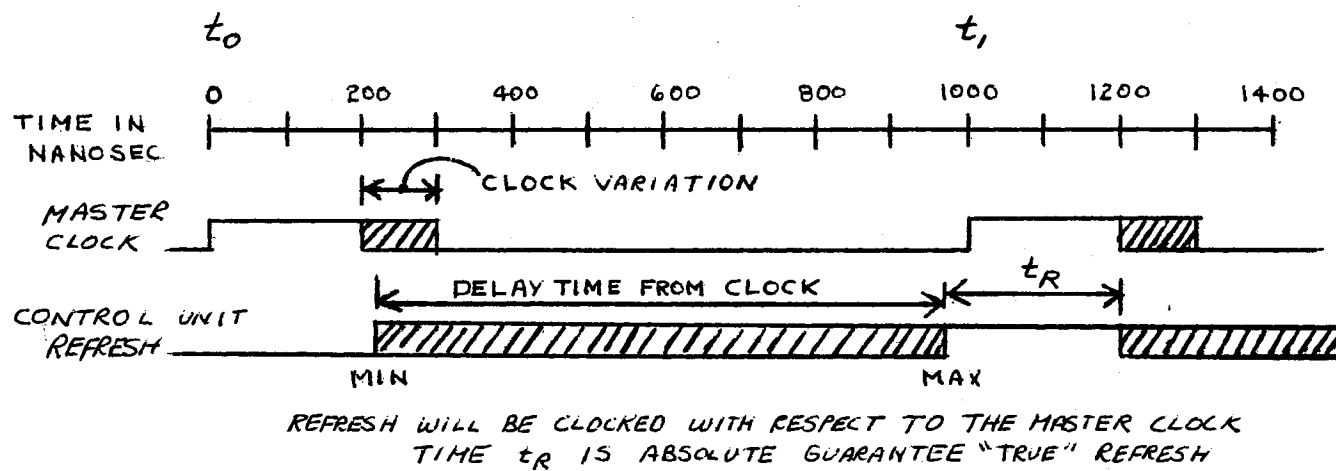 t0 t1
0 200 400 600 800 1000 1200 1400
TIME IN
NANOSEC
CLOCK VARIATION
MASTER
CLOCK
DELAY TIME FROM CLOCK tR
CONTROL UNIT
REFRESH
MIN MAX
REFRESH WILL BE CLOCKED WITH RESPECT TO THE MASTER CLOCK
TIME tR IS ABSOLUTE GUARANTEE "TRUE" REFRESH